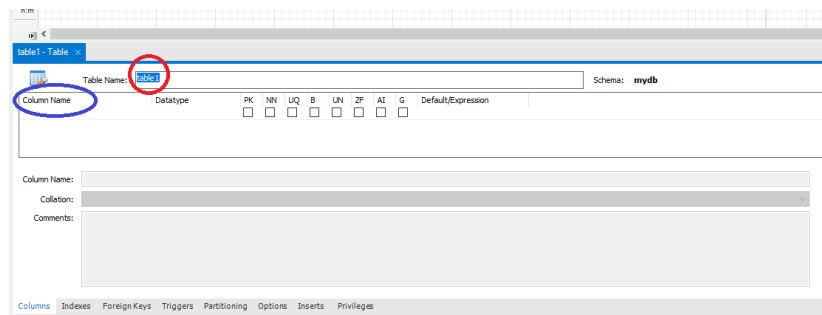 n:m
table1 - Table ×
Table Name: table1 Schema: mydb
Column Name Datatype PK NN UQ B UN ZF AI G Default/Expression
Column Name:
Collation:
Comments:
Columns Indexes Foreign Keys Triggers Partitioning Options Inserts Privileges